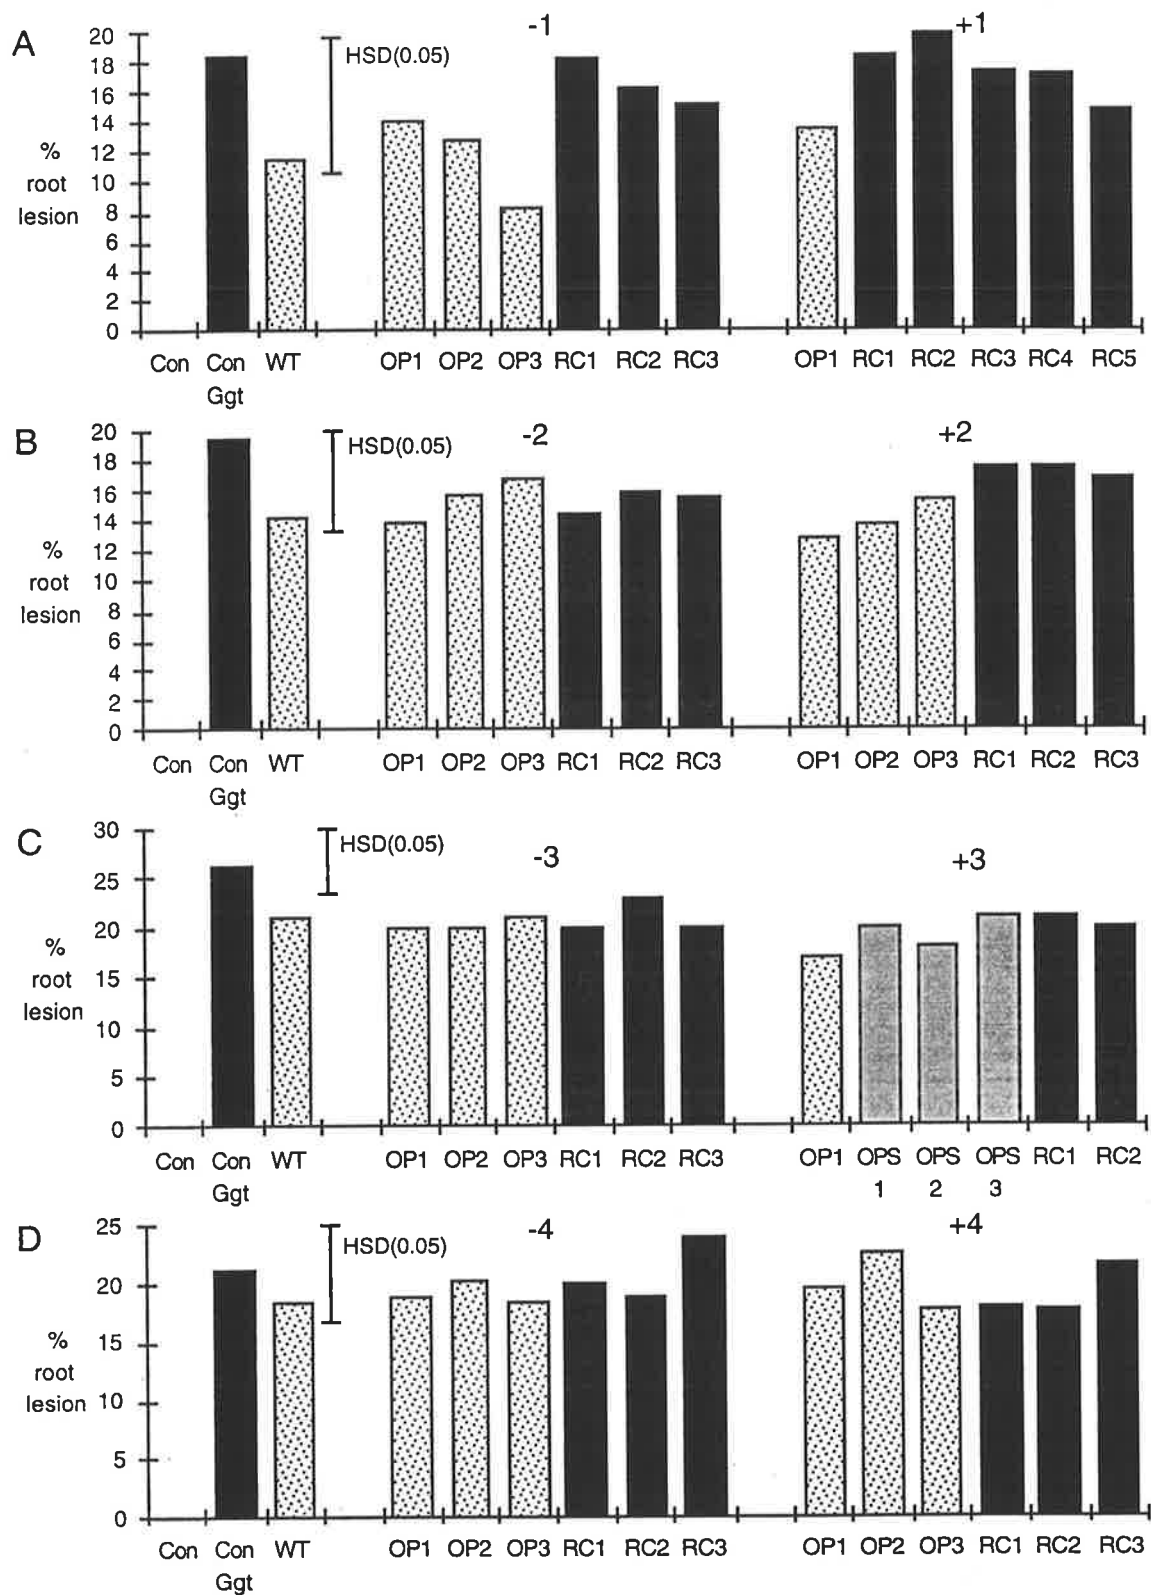 A
-1
+1
20
18
16
14
12
10
8
6
4
2
0
%
root
lesion
HSD(0.05)
Con Con WT OP1 OP2 OP3 RC1 RC2 RC3 OP1 RC1 RC2 RC3 RC4 RC5
Ggt
B
-2
+2
20
18
16
14
12
10
8
6
4
2
0
%
root
lesion
HSD(0.05)
Con Con WT OP1 OP2 OP3 RC1 RC2 RC3 OP1 OP2 OP3 RC1 RC2 RC3
Ggt
C
-3
+3
30
25
20
15
10
5
0
%
root
lesion
HSD(0.05)
Con Con WT OP1 OP2 OP3 RC1 RC2 RC3 OP1 OPS OPS OPS RC1 RC2
Ggt 1 2 3
D
-4
+4
25
20
15
10
5
0
%
root
lesion
HSD(0.05)
Con Con WT OP1 OP2 OP3 RC1 RC2 RC3 OP1 OP2 OP3 RC1 RC2 RC3
Ggt